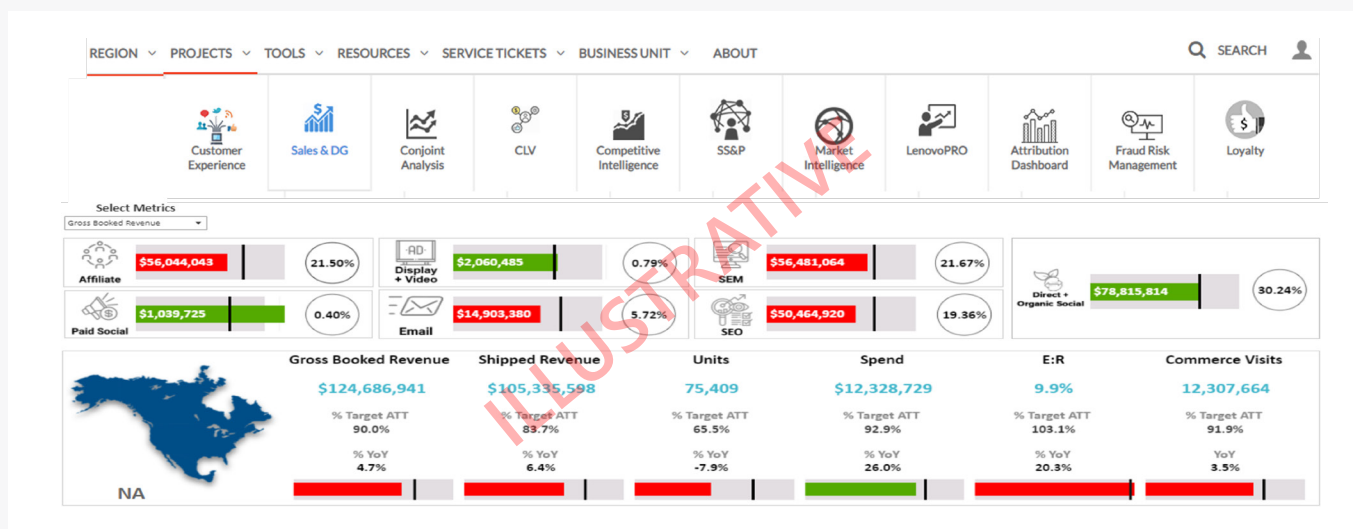 REGION PROJECTS TOOLS RESOURCES SERVICE TICKETS BUSINESS UNIT ABOUT SEARCH
Customer Experience
Sales & DG
Conjoint Analysis
CLV
Competitive Intelligence
SS&P
Market Intelligence
LenovoPRO
Attribution Dashboard
Fraud Risk Management
Loyalty
Select Metrics
Gross Booked Revenue
Affiliate $56,044,043 21.50%
·AD· Display + Video $2,060,485 0.79%
SEM $56,481,064 21.67%
Direct + Organic Social $78,815,814 30.24%
Paid Social $1,039,725 0.40%
Email $14,903,380 5.72%
SEO $50,464,920 19.36%
Gross Booked Revenue Shipped Revenue Units Spend E:R Commerce Visits
$124,686,941 $105,335,598 75,409 $12,328,729 9.9% 12,307,664
% Target ATT % Target ATT % Target ATT % Target ATT % Target ATT % Target ATT
90.0% 83.7% 65.5% 92.9% 103.1% 91.9%
% YoY % YoY % YoY % YoY % YoY YoY
4.7% 6.4% -7.9% 26.0% 20.3% 3.5%
NA
ILLUSTRATIVE